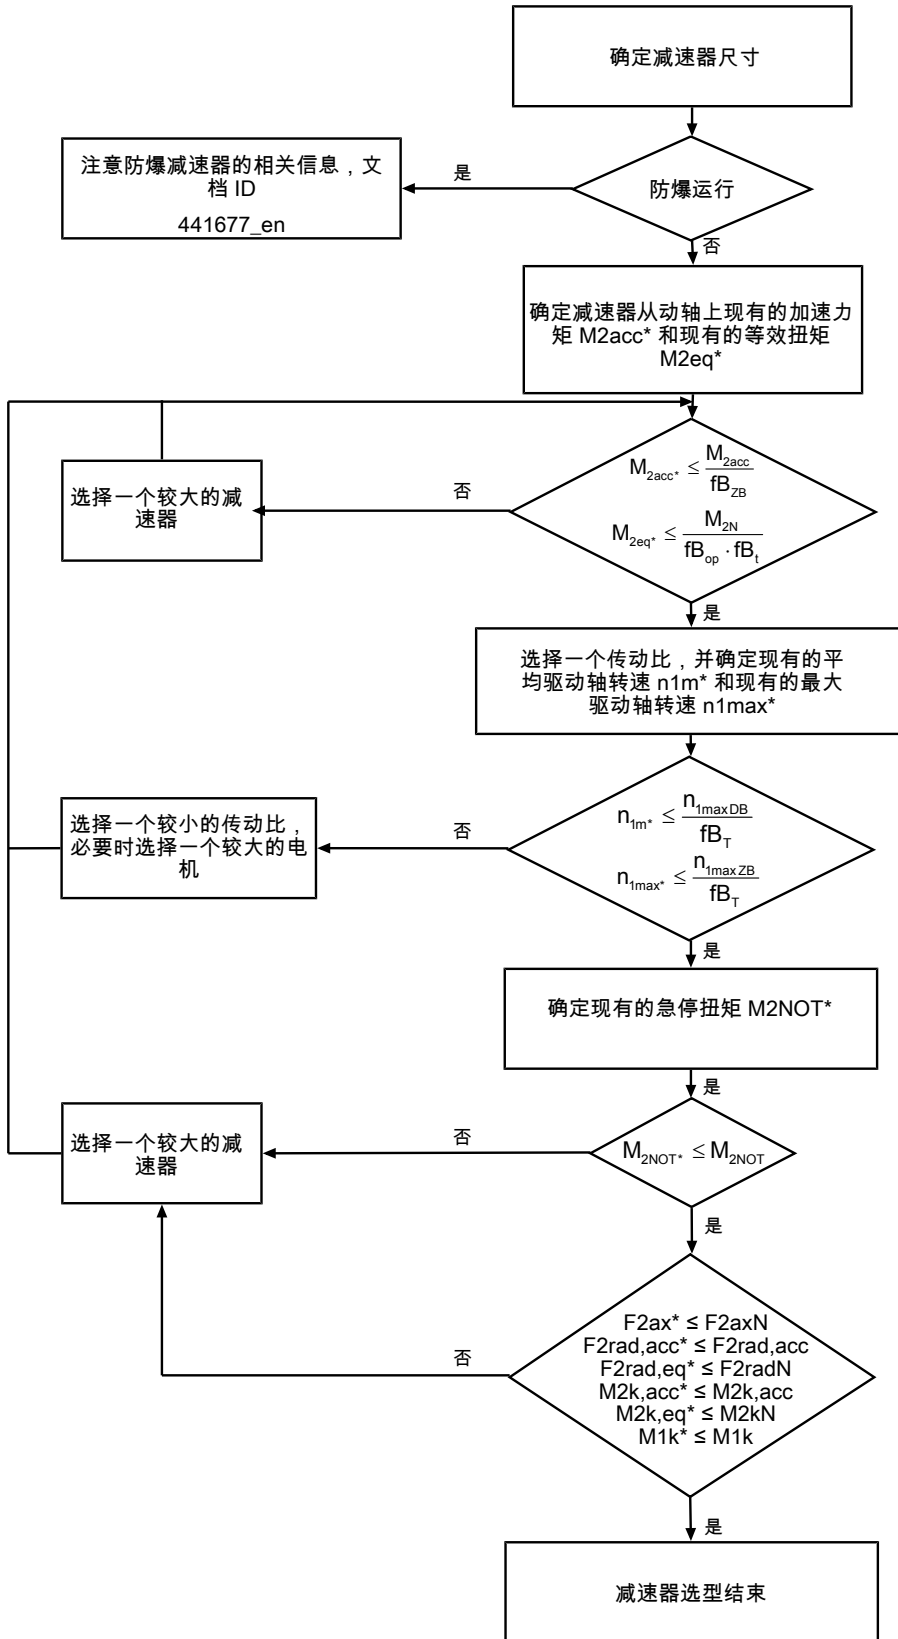 确定减速器尺寸
防爆运行
是
注意防爆减速器的相关信息，文
档 ID
441677_en
否
确定减速器从动轴上现有的加速力
矩 M2acc* 和现有的等效扭矩
M2eq*
M2acc* ≤ M2acc / fBZB
M2eq* ≤ M2N / fBop · fBt
否
选择一个较大的减
速器
是
选择一个传动比，并确定现有的平
均驱动轴转速 n1m* 和现有的最大
驱动轴转速 n1max*
n1m* ≤ n1maxDB / fBT
n1max* ≤ n1maxZB / fBT
否
选择一个较小的传动比，
必要时选择一个较大的电
机
是
确定现有的急停扭矩 M2NOT*
是
M2NOT* ≤ M2NOT
否
选择一个较大的减
速器
是
F2ax* ≤ F2axN
F2rad,acc* ≤ F2rad,acc
F2rad,eq* ≤ F2radN
M2k,acc* ≤ M2k,acc
M2k,eq* ≤ M2kN
M1k* ≤ M1k
否
是
减速器选型结束